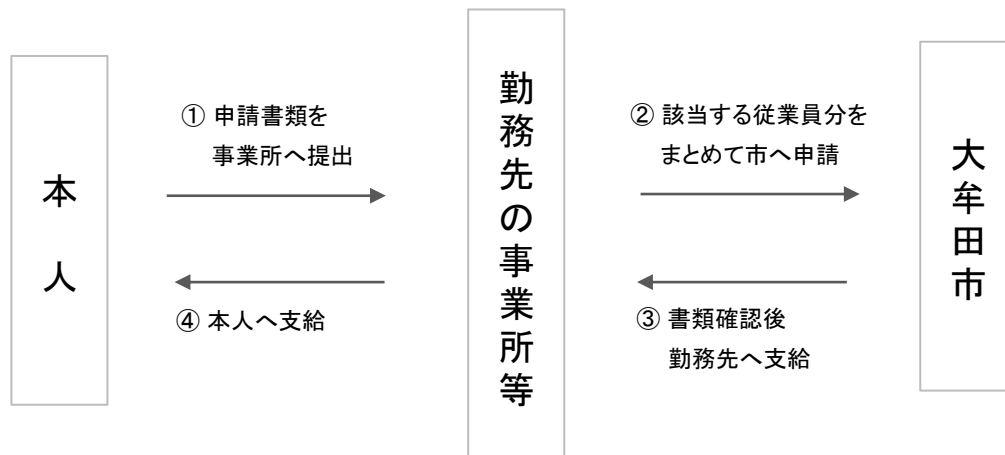 本人
① 申請書類を
事業所へ提出
④ 本人へ支給
勤務先の事業所等
② 該当する従業員分を
まとめて市へ申請
③ 書類確認後
勤務先へ支給
大牟田市